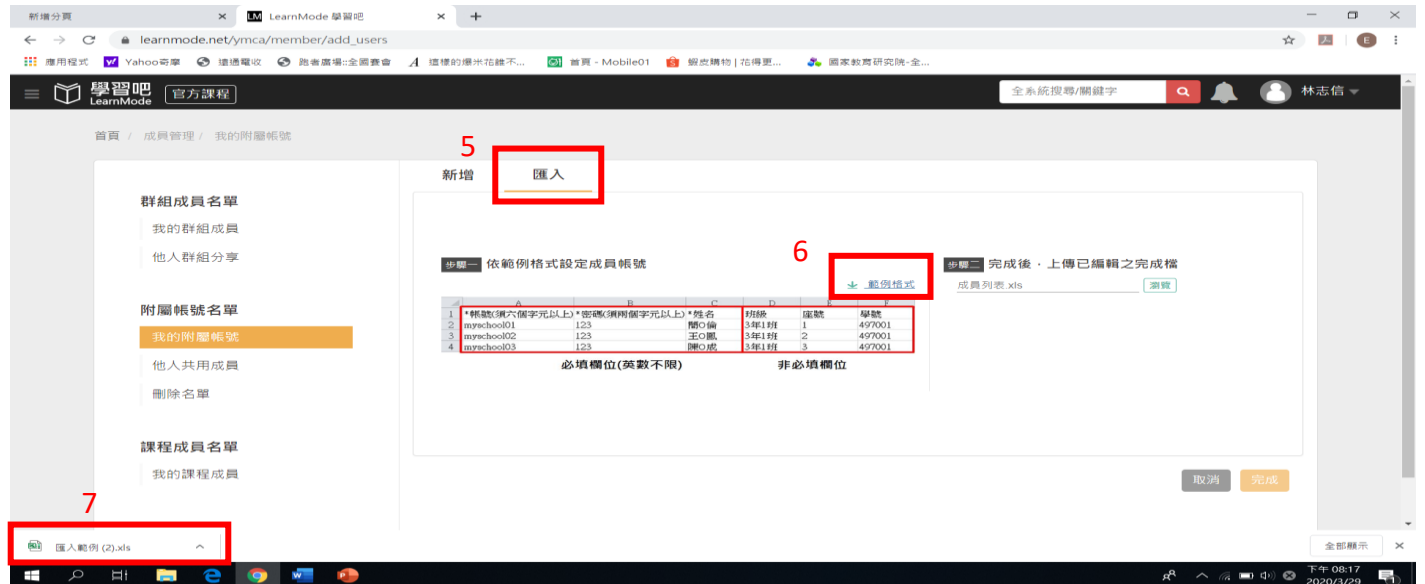 新增分頁 × LM LearnMode 學習吧 × +
learnmode.net/ymca/member/add_users E
應用程式 Yahoo奇摩 遠通電收 跑者廣場::全國賽會 A 這樣的爆米花誰不... 首頁 - Mobile01 蝦皮購物 | 花得更... 國家教育研究院-全...
學習吧 LearnMode 官方課程 全系統搜尋/關鍵字 林志信
首頁 / 成員管理 / 我的附屬帳號
5
新增 匯入
群組成員名單
我的群組成員
他人群組分享
附屬帳號名單
我的附屬帳號
他人共用成員
刪除名單
課程成員名單
我的課程成員
6
步驟一 依範例格式設定成員帳號
範例格式
A B C D E F
1 *帳號(須六個字元以上) *密碼(須兩個字元以上) *姓名 班級 座號 學號
2 myschool01 123 簡O倫 3年1班 1 497001
3 myschool02 123 王O凱 3年1班 2 497001
4 myschool03 123 陳O成 3年1班 3 497001
必填欄位(英數不限) 非必填欄位
步驟二 完成後，上傳已編輯之完成檔
成員列表.xls 瀏覽
取消 完成
7
匯入範例 (2).xls 全部顯示 ×
下午 08:17
2020/3/29